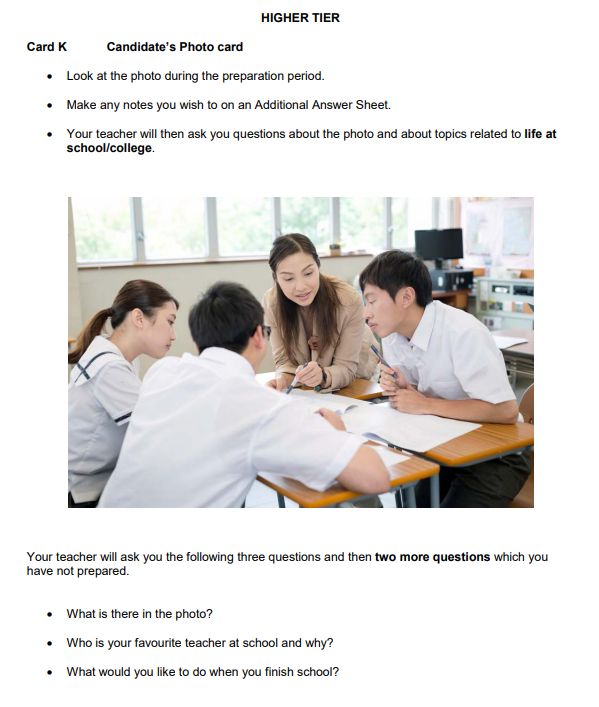 HIGHER TIER
Card K Candidate's Photo card
• Look at the photo during the preparation period.
• Make any notes you wish to on an Additional Answer Sheet.
• Your teacher will then ask you questions about the photo and about topics related to life at
school/college.
Your teacher will ask you the following three questions and then two more questions which you
have not prepared.
• What is there in the photo?
• Who is your favourite teacher at school and why?
• What would you like to do when you finish school?